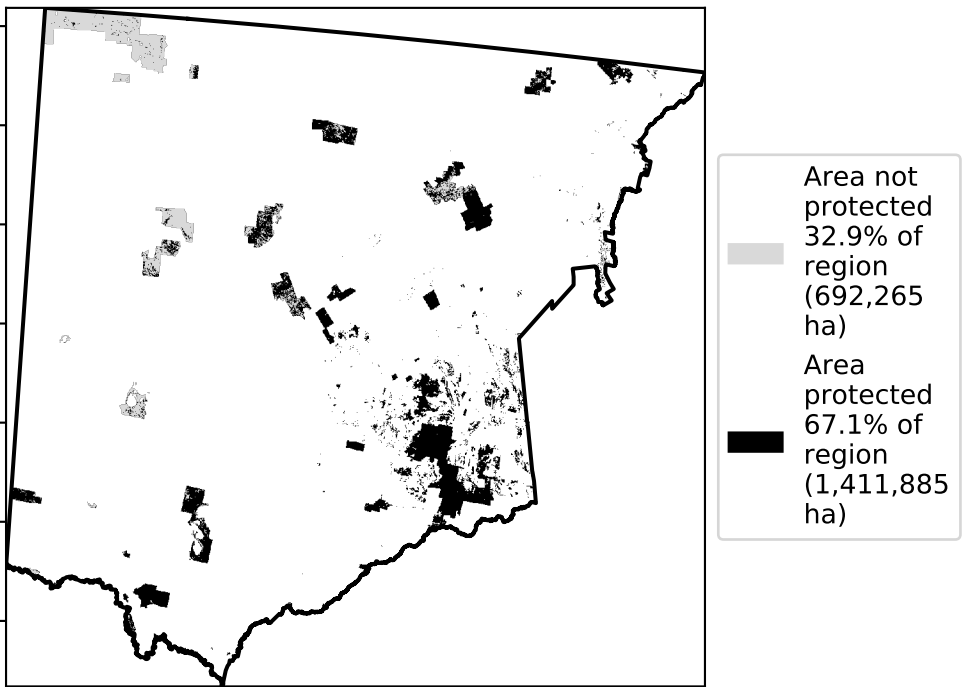 Area not
protected
32.9% of
region
(692,265
ha)
Area
protected
67.1% of
region
(1,411,885
ha)